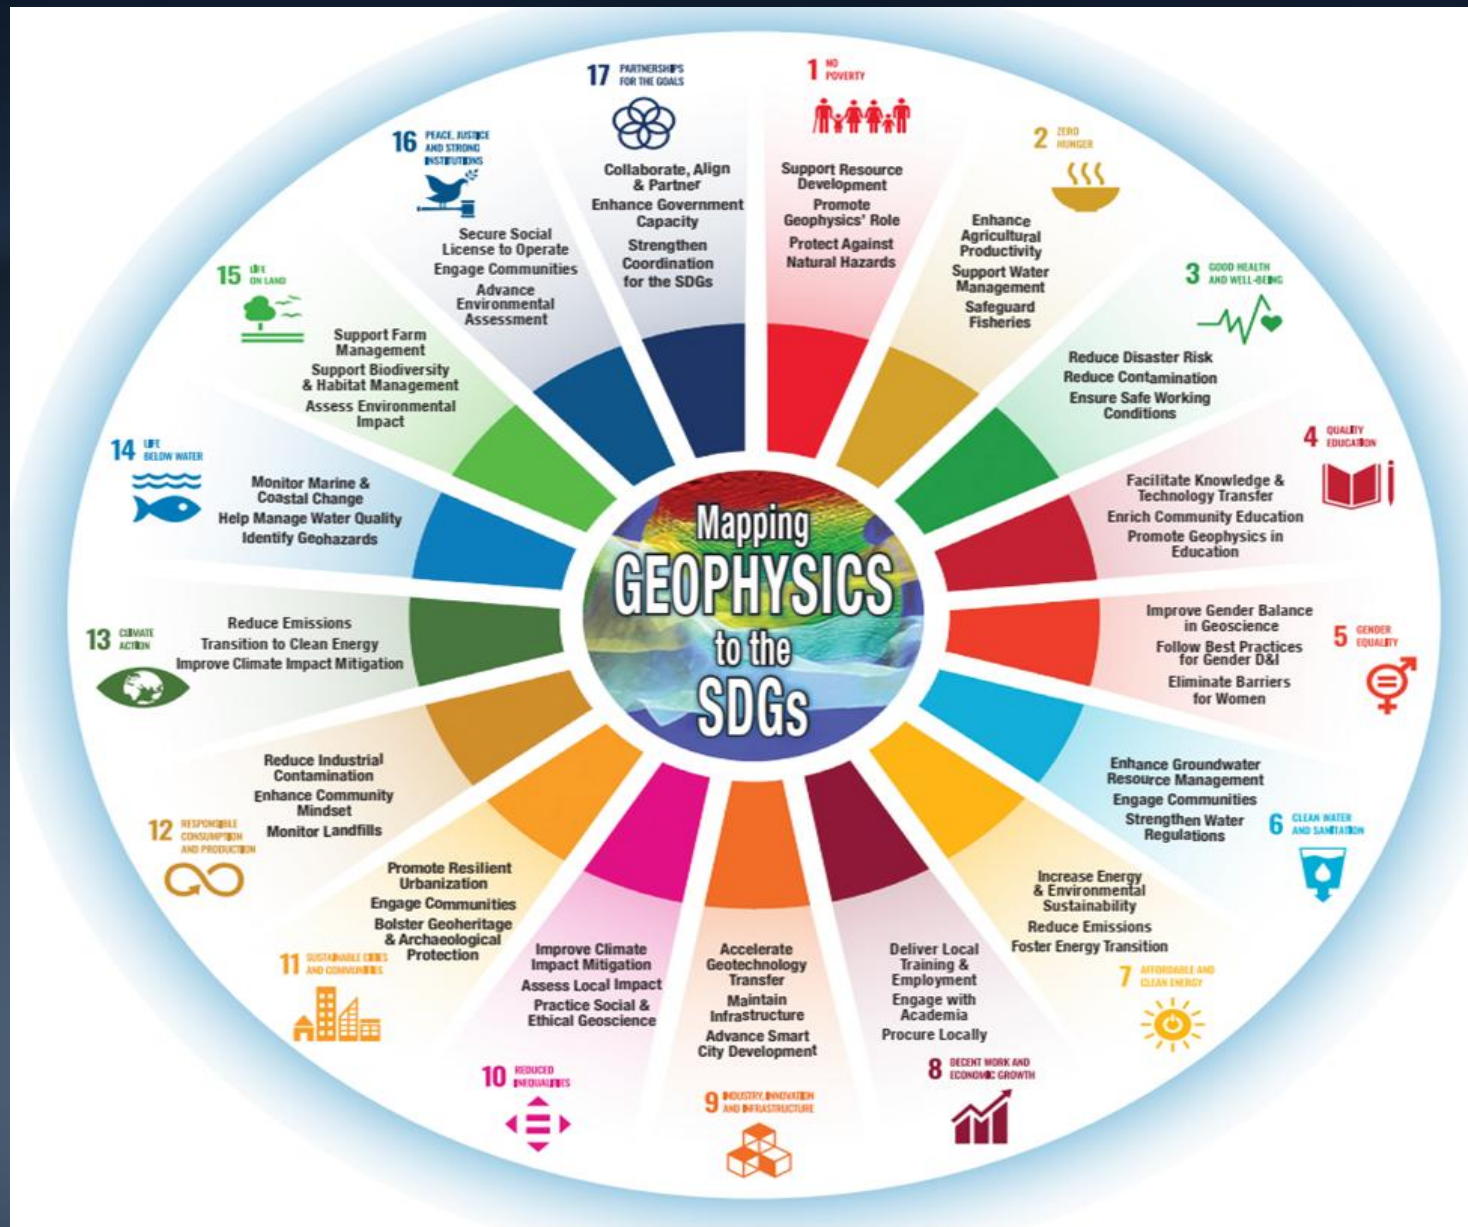 Mapping
GEOPHYSICS
to the
SDGs
1 NO
POVERTY
Support Resource
Development
Promote
Geophysics' Role
Protect Against
Natural Hazards
2 ZERO
HUNGER
Enhance
Agricultural
Productivity
Support Water
Management
Safeguard
Fisheries
3 GOOD HEALTH
AND WELL-BEING
Reduce Disaster Risk
Reduce Contamination
Ensure Safe Working
Conditions
4 QUALITY
EDUCATION
Facilitate Knowledge &
Technology Transfer
Enrich Community Education
Promote Geophysics in
Education
5 GENDER
EQUALITY
Improve Gender Balance
in Geoscience
Follow Best Practices
for Gender D&I
Eliminate Barriers
for Women
6 CLEAN WATER
AND SANITATION
Enhance Groundwater
Resource Management
Engage Communities
Strengthen Water
Regulations
7 AFFORDABLE AND
CLEAN ENERGY
Increase Energy
& Environmental
Sustainability
Reduce Emissions
Foster Energy Transition
8 DECENT WORK AND
ECONOMIC GROWTH
Deliver Local
Training &
Employment
Engage with
Academia
Procure Locally
9 INDUSTRY, INNOVATION
AND INFRASTRUCTURE
Accelerate
Geotechnology
Transfer
Maintain
Infrastructure
Advance Smart
City Development
10 REDUCED
INEQUALITIES
Improve Climate
Impact Mitigation
Assess Local Impact
Practice Social &
Ethical Geoscience
11 SUSTAINABLE CITIES
AND COMMUNITIES
Promote Resilient
Urbanization
Engage Communities
Bolster Geoheritage
& Archaeological
Protection
12 RESPONSIBLE
CONSUMPTION
AND PRODUCTION
Reduce Industrial
Contamination
Enhance Community
Mindset
Monitor Landfills
13 CLIMATE
ACTION
Reduce Emissions
Transition to Clean Energy
Improve Climate Impact Mitigation
14 LIFE
BELOW WATER
Monitor Marine &
Coastal Change
Help Manage Water Quality
Identify Geohazards
15 LIFE
ON LAND
Support Farm
Management
Support Biodiversity
& Habitat Management
Assess Environmental
Impact
16 PEACE, JUSTICE
AND STRONG
INSTITUTIONS
Secure Social
License to Operate
Engage Communities
Advance
Environmental
Assessment
17 PARTNERSHIPS
FOR THE GOALS
Collaborate, Align
& Partner
Enhance Government
Capacity
Strengthen
Coordination
for the SDGs